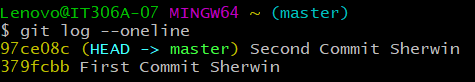 Lenovo@IT306A-07 MINGW64 ~ (master)
$ git log --oneline
97ce08c (HEAD -> master) Second Commit Sherwin
379fcbb First Commit Sherwin